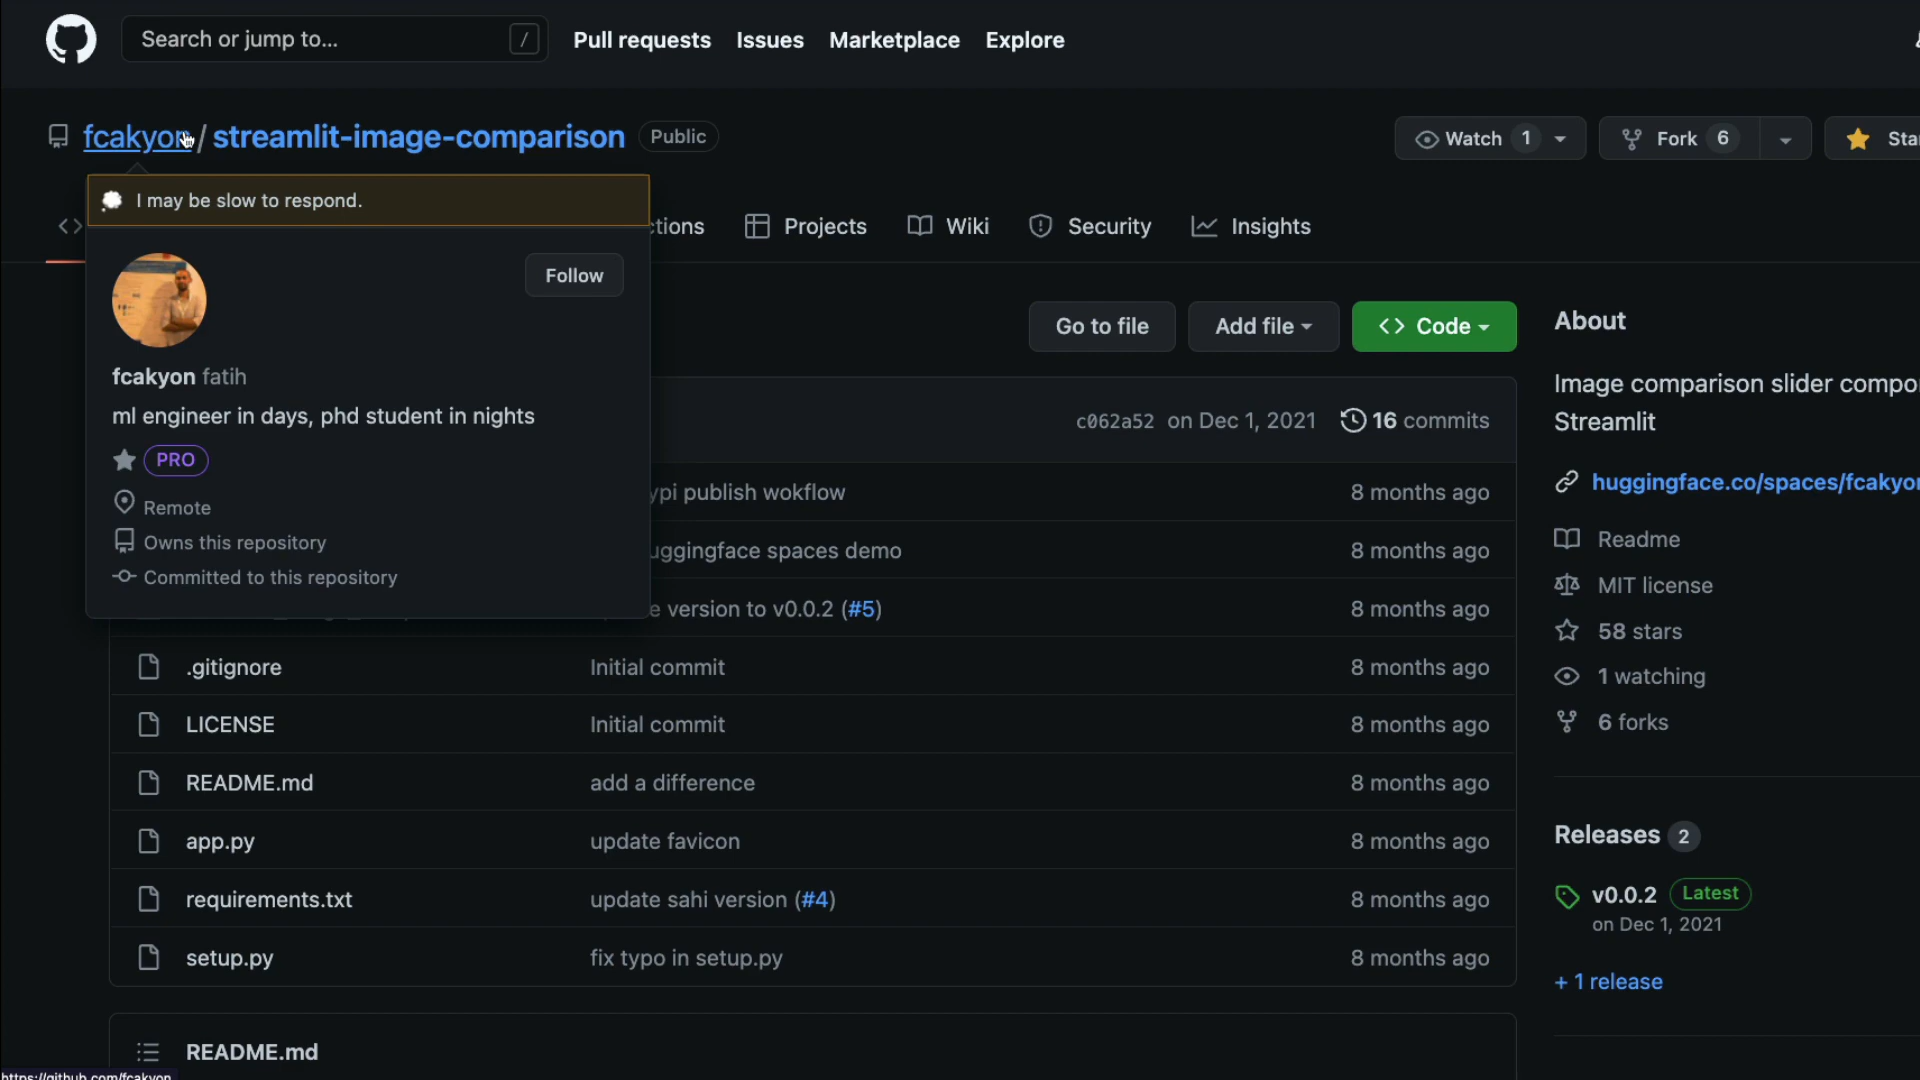 Search or jump to... / Pull requests Issues Marketplace Explore
fcakyon / streamlit-image-comparison Public Watch 1 Fork 6
I may be slow to respond.
Projects Wiki Security Insights
Follow
Go to file Add file Code About
fcakyon fatih
Image comparison slider
ml engineer in days, phd student in nights
c062a52 on Dec 1, 2021 16 commits Streamlit
PRO
huggingface.co/spaces/
publish wokflow 8 months ago
Remote
Owns this repository
spaces demo 8 months ago Readme
Committed to this repository
MIT license
version to v0.0.2 (#5) 8 months ago
58 stars
.gitignore Initial commit 8 months ago 1 watching
LICENSE Initial commit 8 months ago 6 forks
README.md add a difference 8 months ago
app.py update favicon 8 months ago Releases 2
requirements.txt update sahi version (#4) 8 months ago v0.0.2 Latest
on Dec 1, 2021
setup.py fix typo in setup.py 8 months ago
+ 1 release
README.md
https://github.com/fcakyon